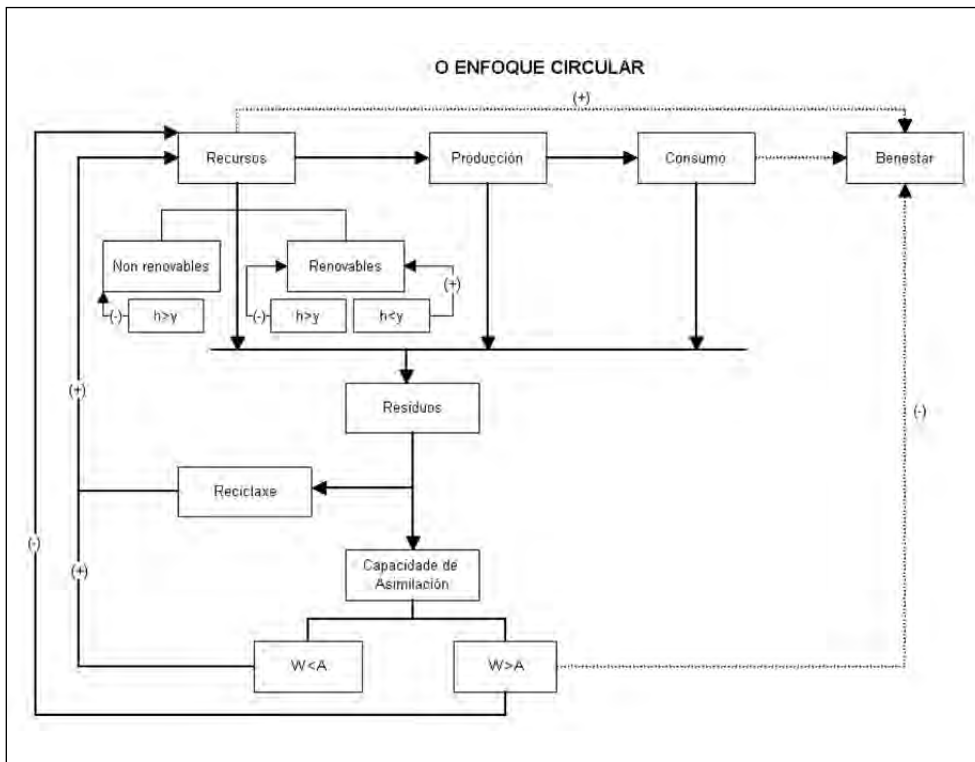 O ENFOQUE CIRCULAR
(+)
Recursos
Producción
Consumo
Benestar
Non renovables
Renovables
(+)
(-)
h>y
(-)
h>y
h<y
Residuos
(+)
(-)
Reciclaxe
(-)
(+)
Capacidade de
Asimilación
W<A
W>A